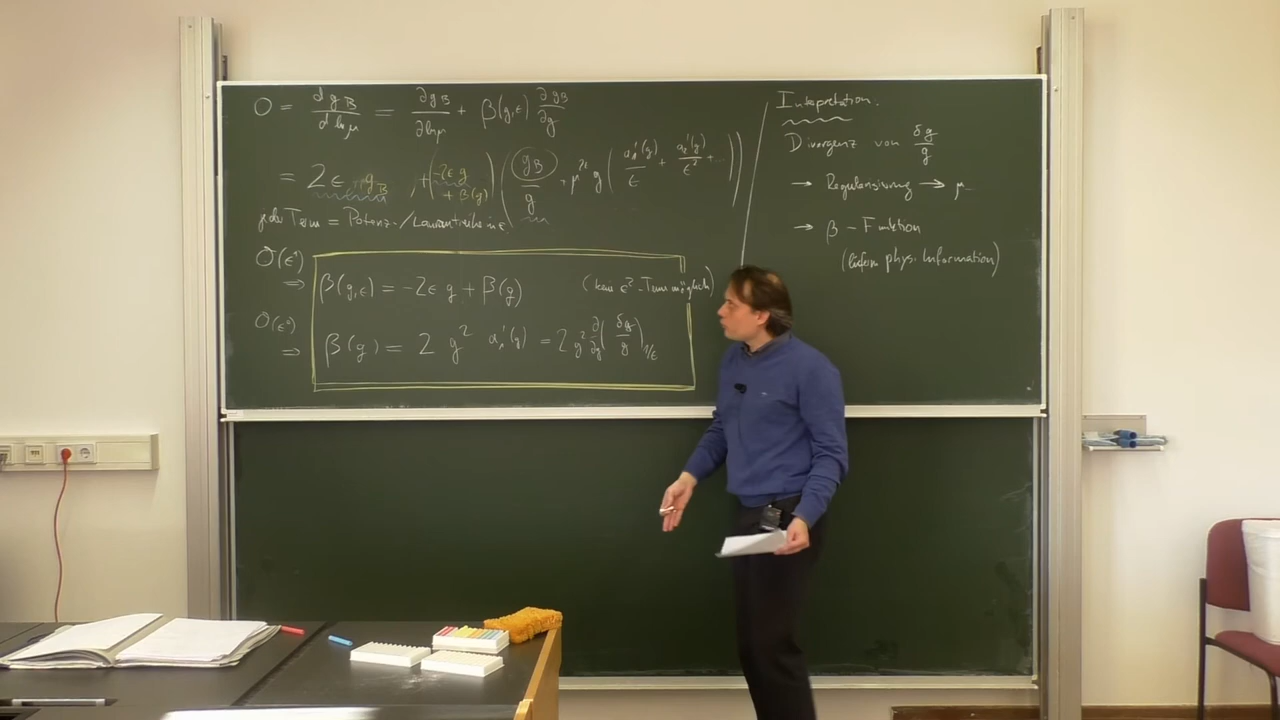 0 = d g_B / d ln μ = ∂g_B / ∂ln μ + β(g,ε) ∂g_B / ∂g
= 2ε g_B + (-2ε g + β(g)) ( g_B / g + μ^{2ε} g ( a_1'(g) / ε + a_2'(g) / ε² + ... ) )
jeder Term = Potenz-/Laurentreihe in ε
O(ε¹)
⇒ β(g,ε) = -2ε g + β(g) (kein ε²-Term möglich)
O(ε⁰)
⇒ β(g) = 2 g² a_1'(g) = 2 g² ∂/∂g ( δg / g )_{1/ε}
Interpretation.
Divergenz von δg / g
→ Regularisierung → μ
→ β-Funktion
(liefern phys. Information)